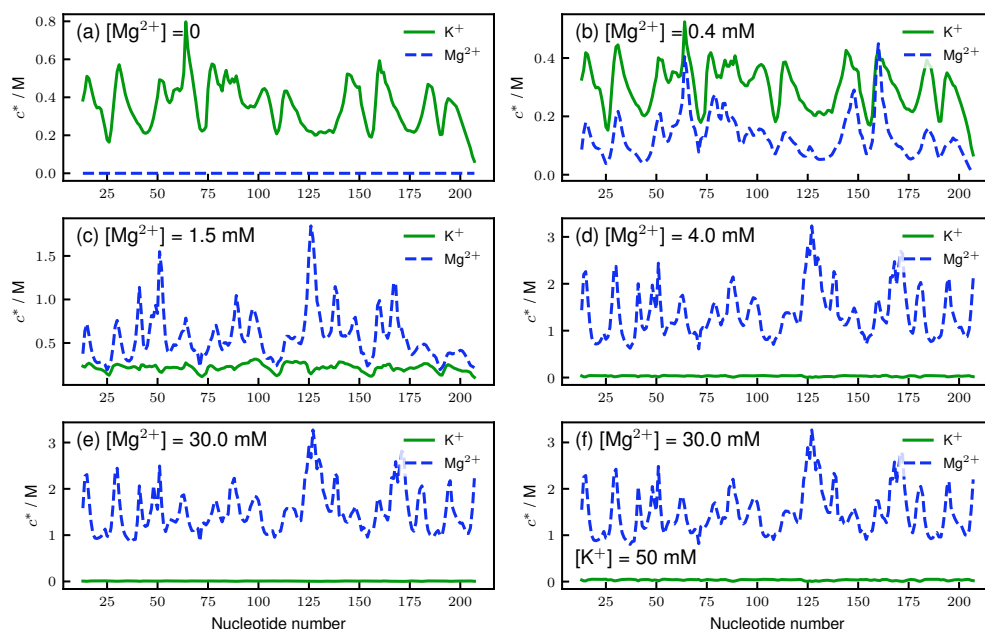 (a) [Mg²⁺] = 0
K⁺
Mg²⁺
c* / M
0.8
0.6
0.4
0.2
0.0
25 50 75 100 125 150 175 200
(b) [Mg²⁺] = 0.4 mM
K⁺
Mg²⁺
c* / M
0.4
0.2
0.0
25 50 75 100 125 150 175 200
(c) [Mg²⁺] = 1.5 mM
K⁺
Mg²⁺
c* / M
1.5
1.0
0.5
25 50 75 100 125 150 175 200
(d) [Mg²⁺] = 4.0 mM
K⁺
Mg²⁺
c* / M
3
2
1
0
25 50 75 100 125 150 175 200
(e) [Mg²⁺] = 30.0 mM
K⁺
Mg²⁺
c* / M
3
2
1
0
25 50 75 100 125 150 175 200
Nucleotide number
(f) [Mg²⁺] = 30.0 mM
K⁺
Mg²⁺
c* / M
3
2
1
[K⁺] = 50 mM
0
25 50 75 100 125 150 175 200
Nucleotide number